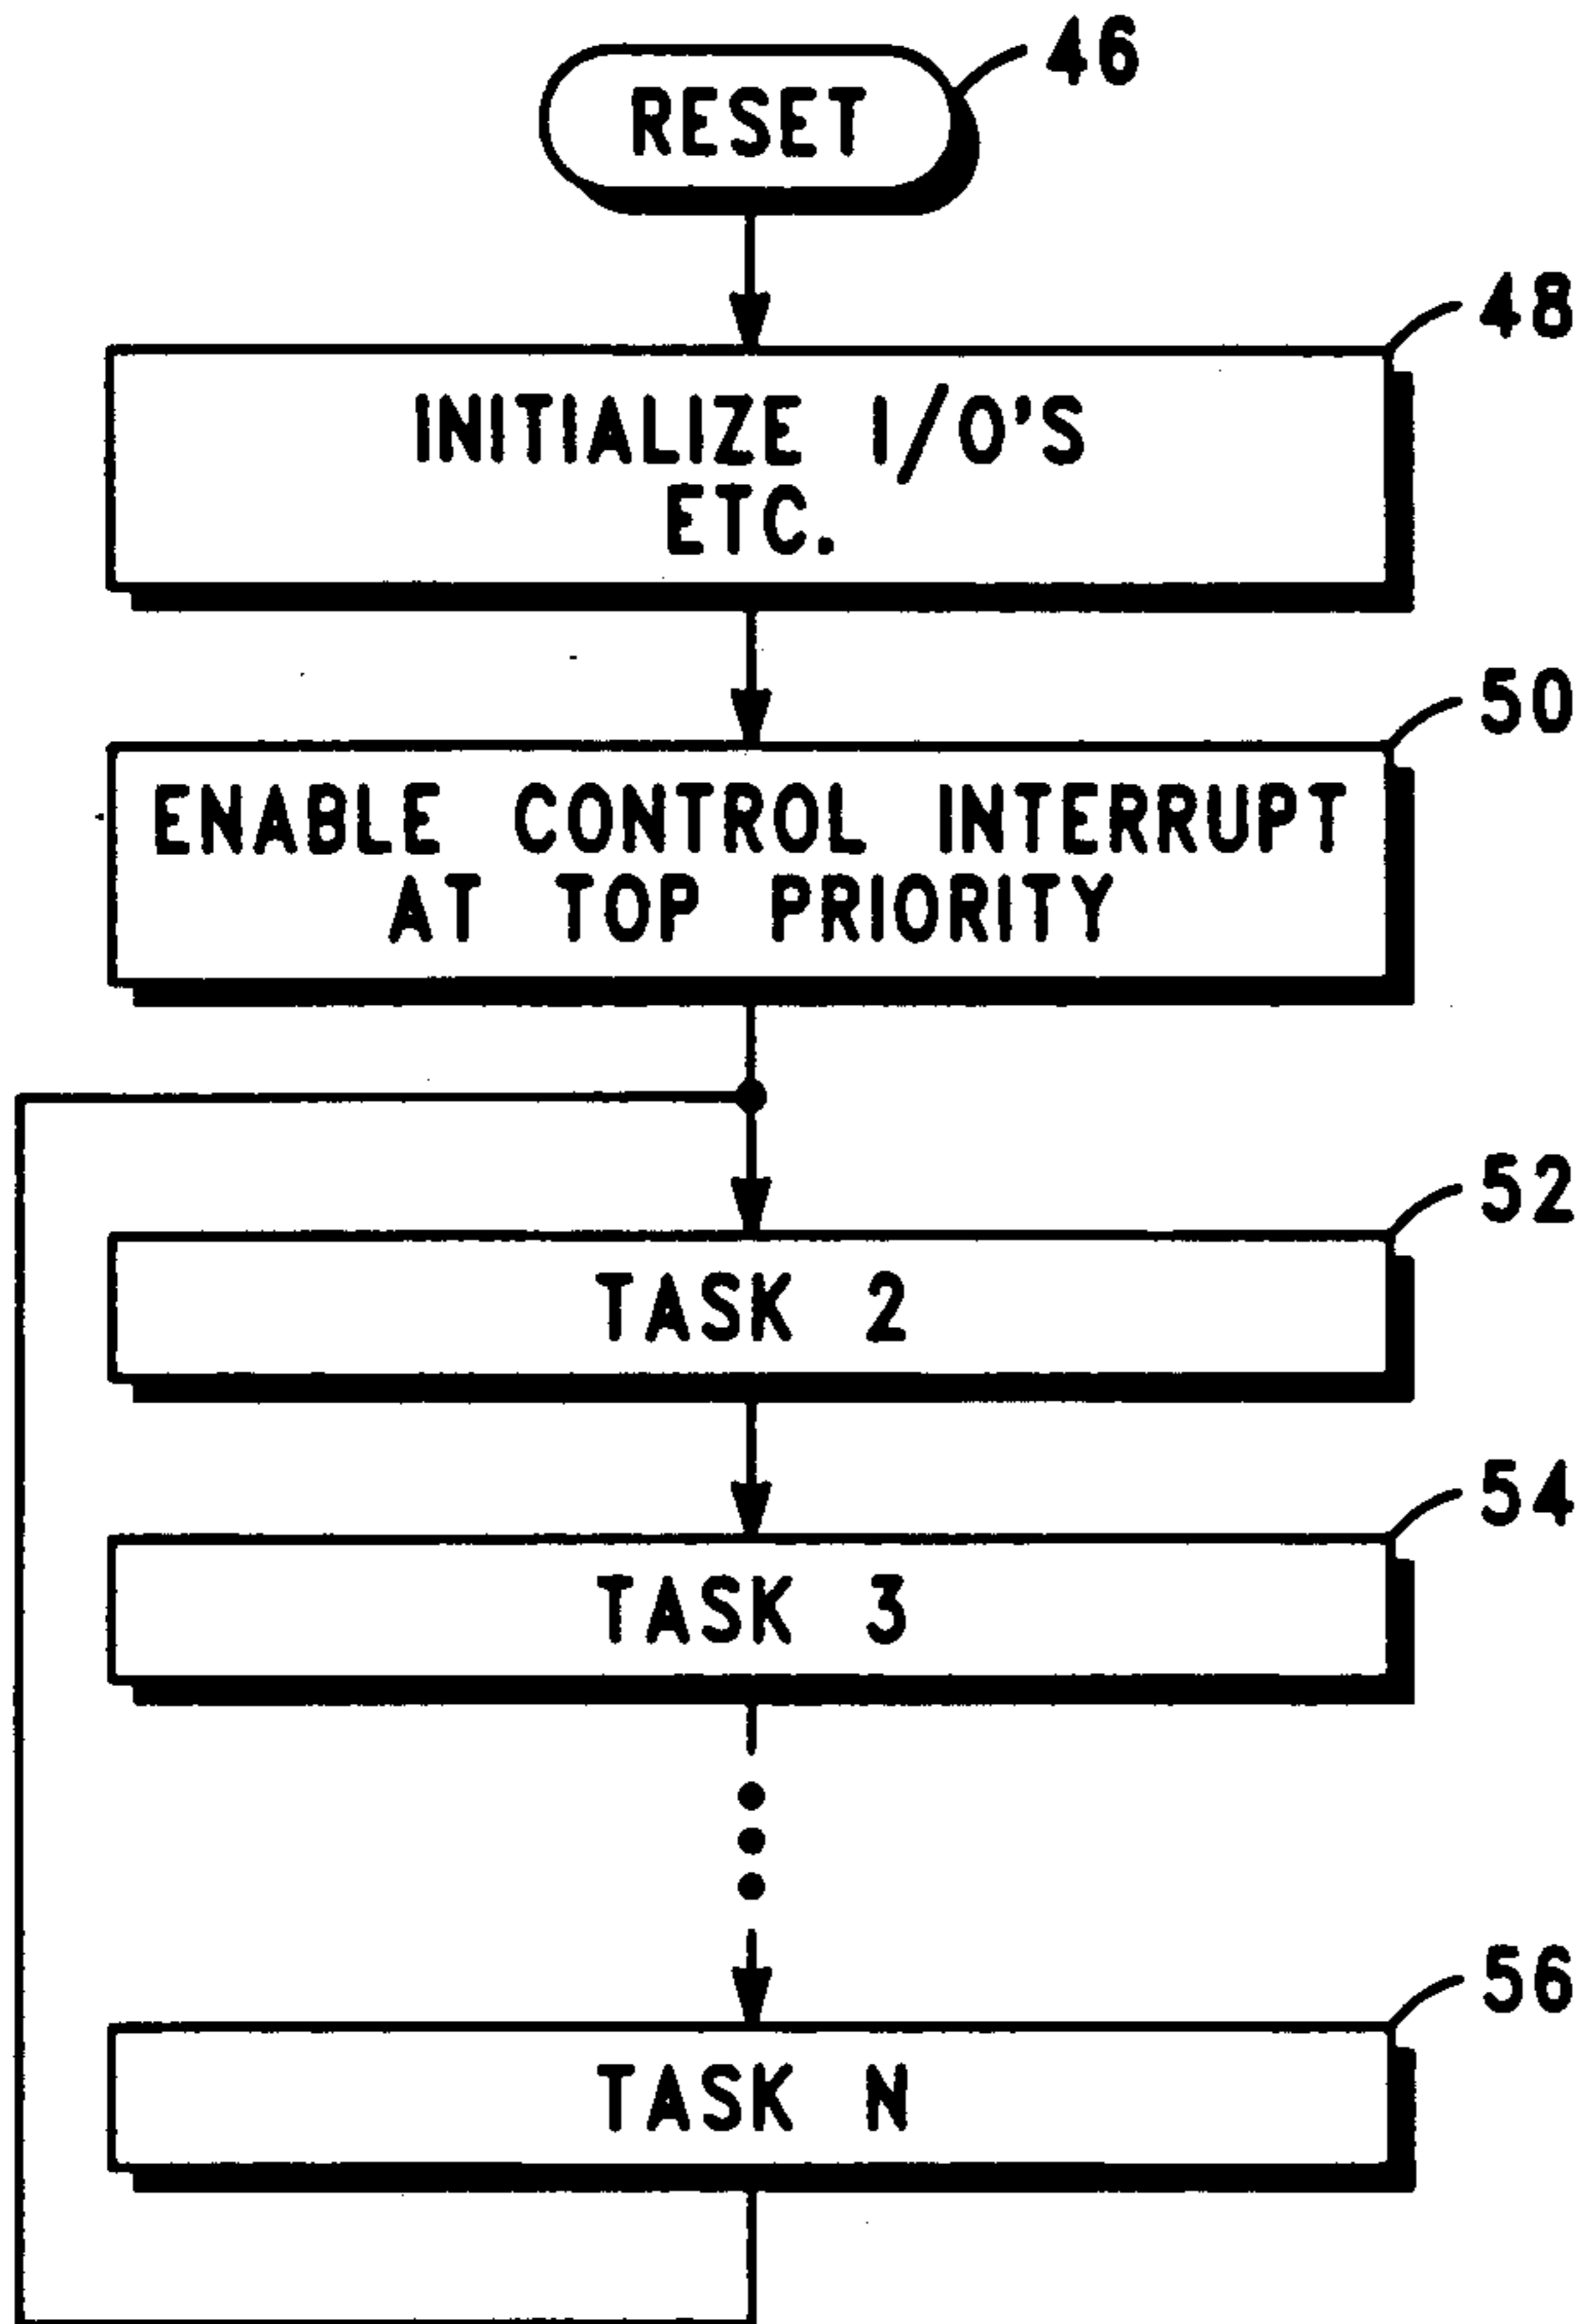 46
RESET
48
INITIALIZE I/O'S
ETC.
50
ENABLE CONTROL INTERRUPT
AT TOP PRIORITY
52
TASK 2
54
TASK 3
56
TASK N